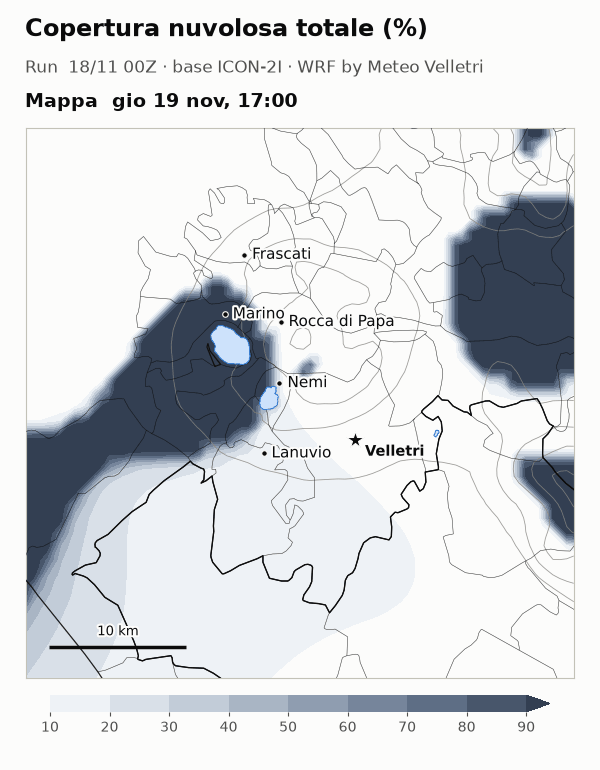 Copertura nuvolosa totale (%)
Run  18/11 00Z · base ICON-2I · WRF by Meteo Velletri
Mappa  gio 19 nov, 17:00
Frascati
Marino
Rocca di Papa
Nemi
Velletri
Lanuvio
10 km
10 20 30 40 50 60 70 80 90